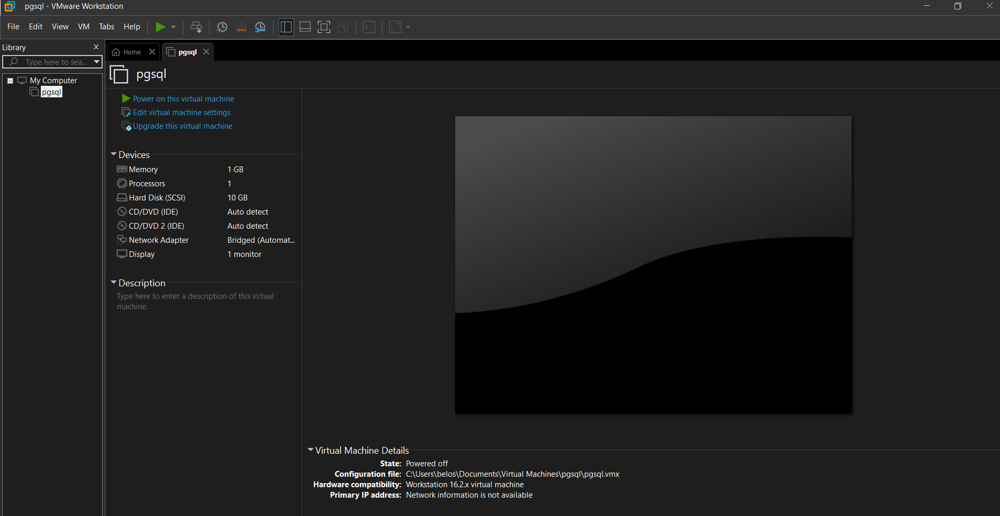 pgsql - VMware Workstation
File Edit View VM Tabs Help
Library
Type here to sea...
My Computer
pgsql
Home
pgsql
pgsql
Power on this virtual machine
Edit virtual machine settings
Upgrade this virtual machine
Devices
Memory 1 GB
Processors 1
Hard Disk (SCSI) 10 GB
CD/DVD (IDE) Auto detect
CD/DVD 2 (IDE) Auto detect
Network Adapter Bridged (Automat...
Display 1 monitor
Description
Type here to enter a description of this virtual
machine.
Virtual Machine Details
State: Powered off
Configuration file: C:\Users\belos\Documents\Virtual Machines\pgsql\pgsql.vmx
Hardware compatibility: Workstation 16.2.x virtual machine
Primary IP address: Network information is not available